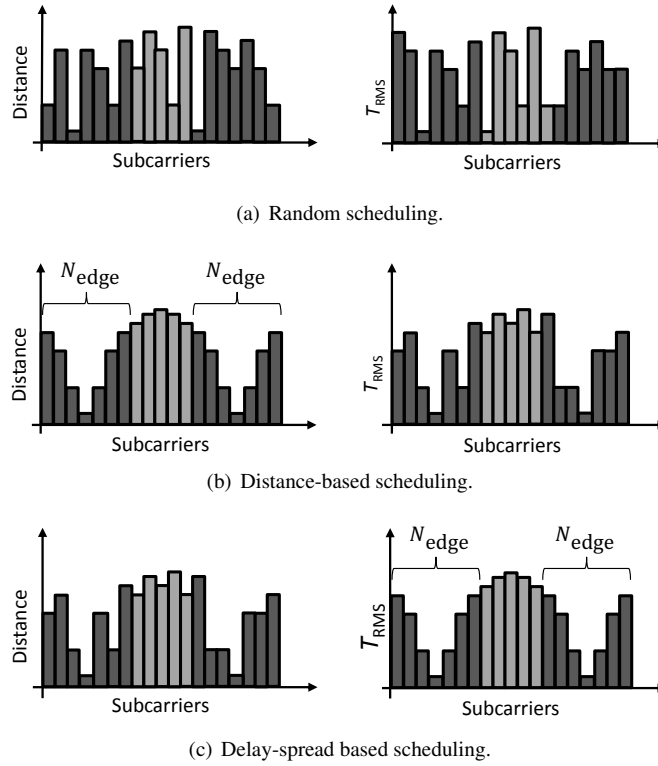 Distance
Subcarriers
T_RMS
Subcarriers
(a) Random scheduling.
N_edge
N_edge
Distance
Subcarriers
T_RMS
Subcarriers
(b) Distance-based scheduling.
Distance
Subcarriers
N_edge
N_edge
T_RMS
Subcarriers
(c) Delay-spread based scheduling.